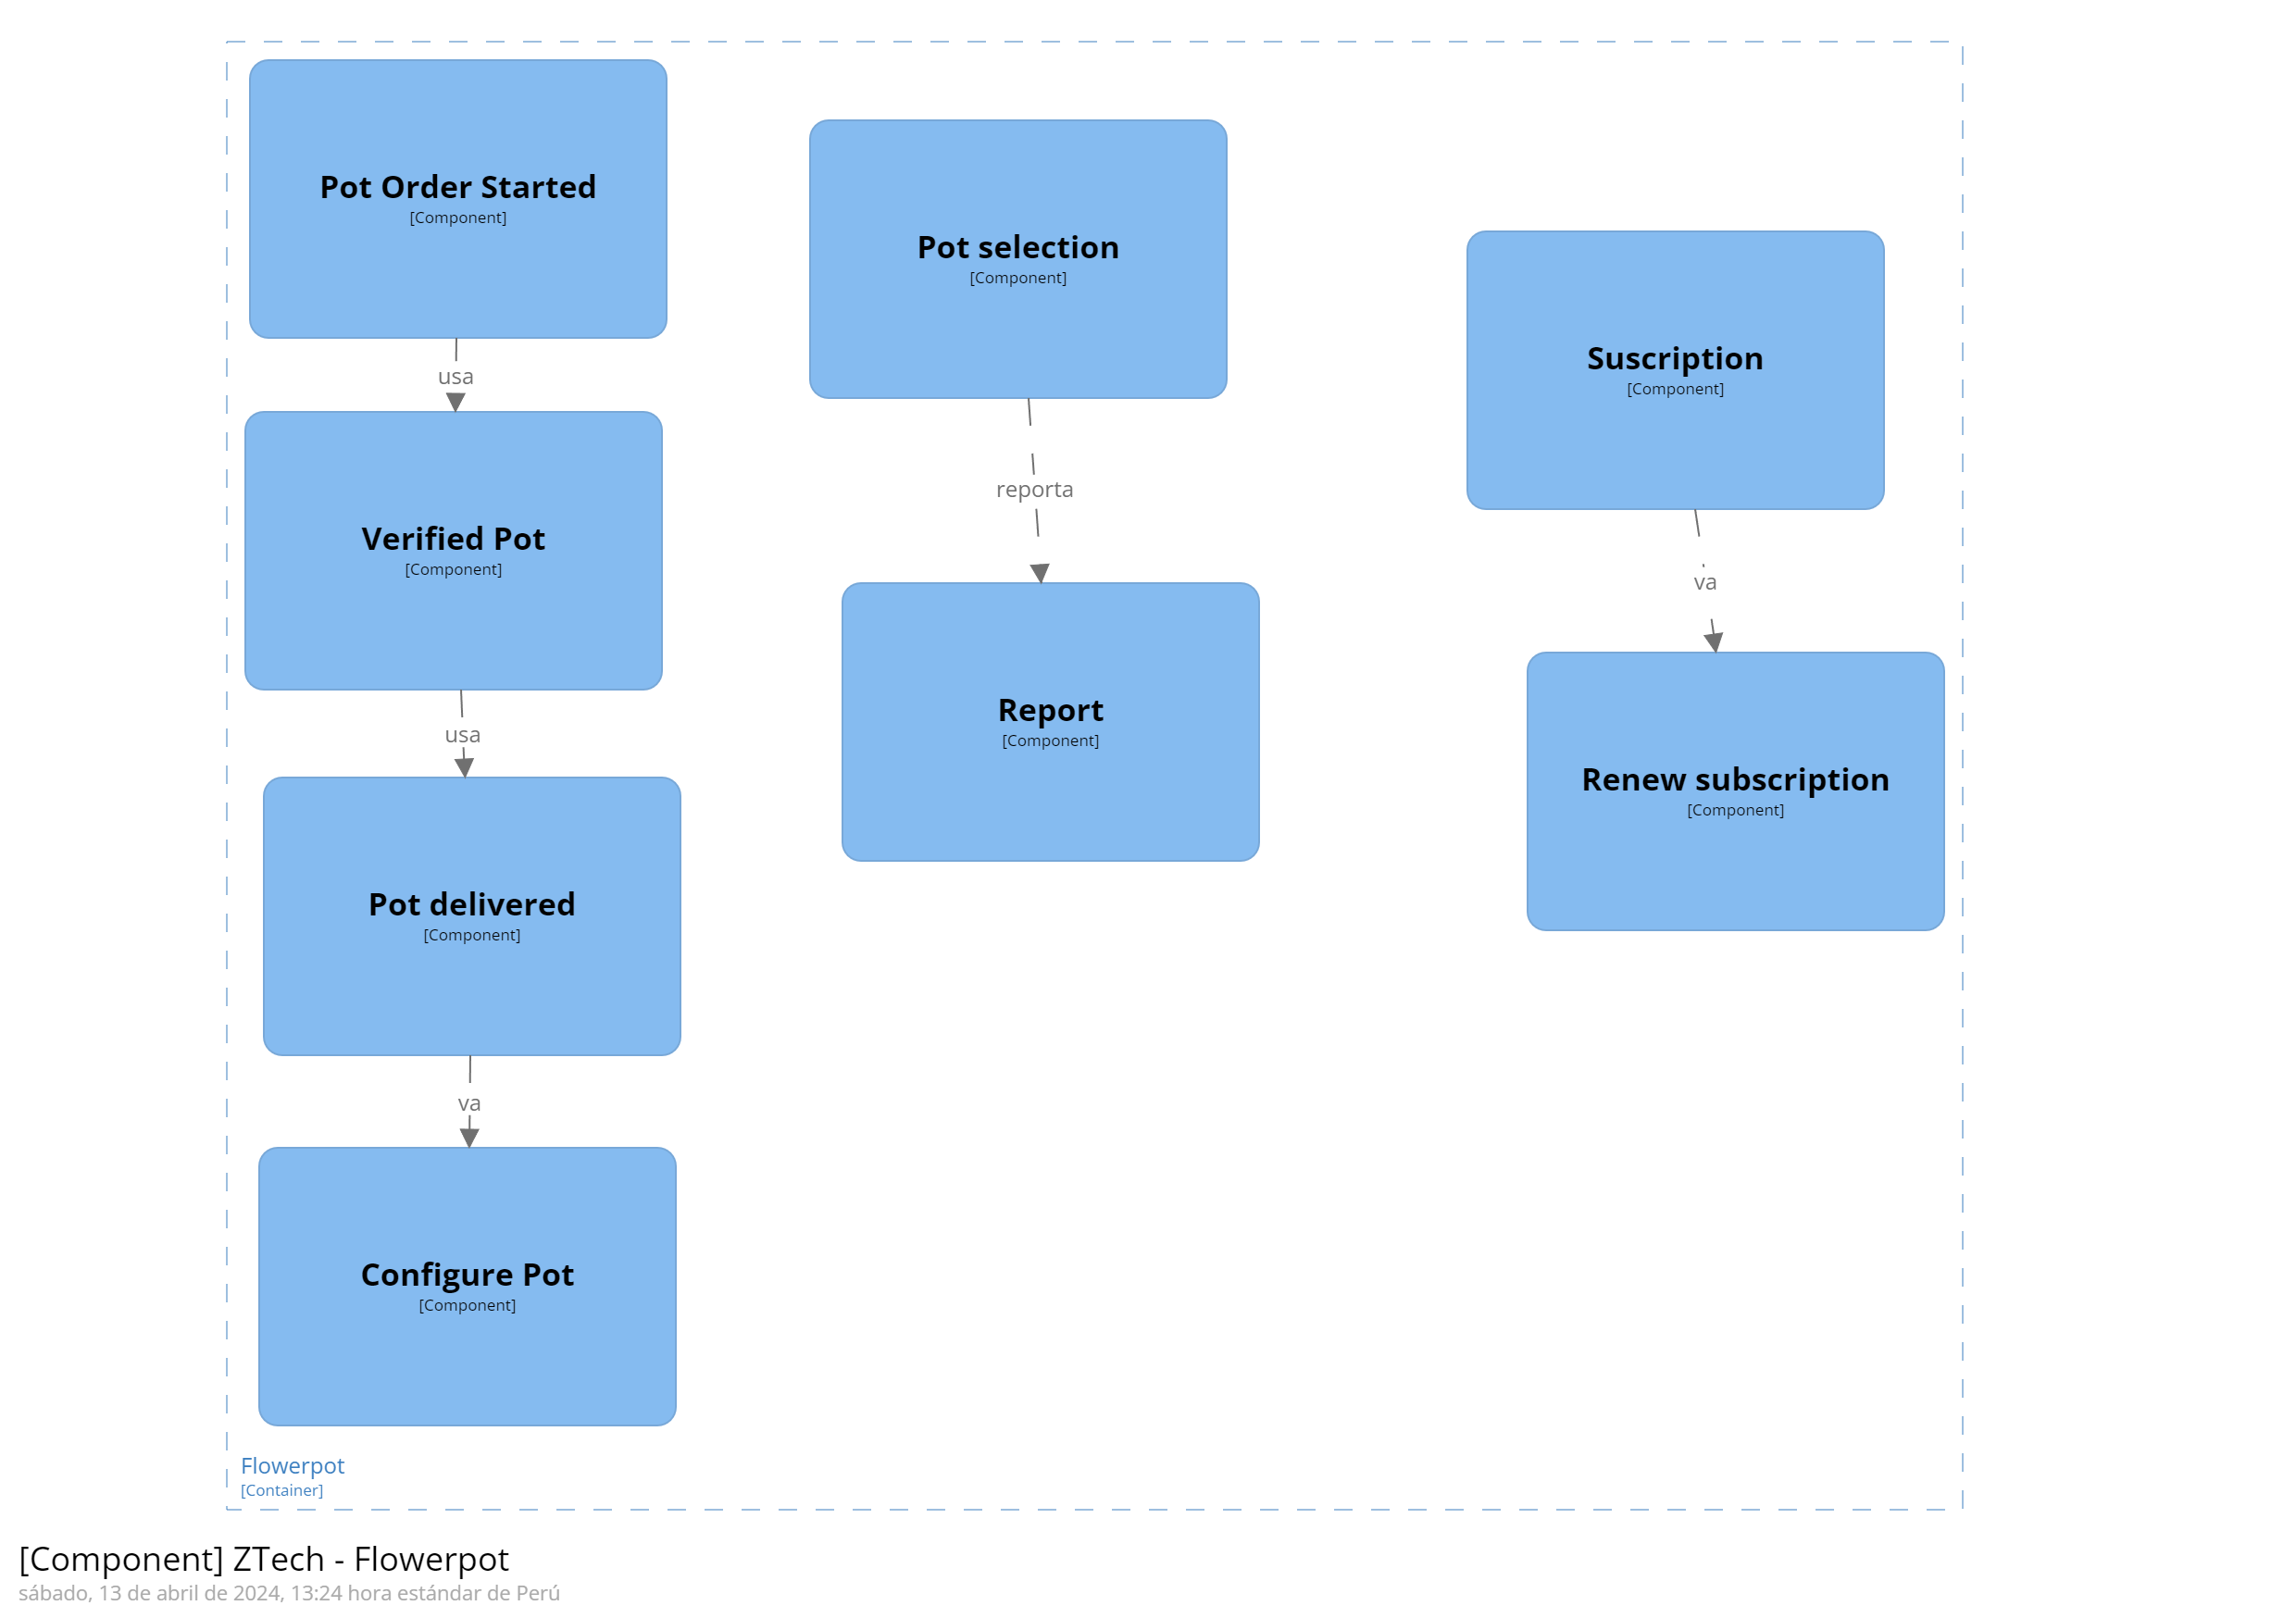 Pot Order Started
[Component]
usa
Verified Pot
[Component]
usa
Pot delivered
[Component]
va
Configure Pot
[Component]
Pot selection
[Component]
reporta
Report
[Component]
Suscription
[Component]
va
Renew subscription
[Component]
Flowerpot
[Container]
[Component] ZTech - Flowerpot
sábado, 13 de abril de 2024, 13:24 hora estándar de Perú